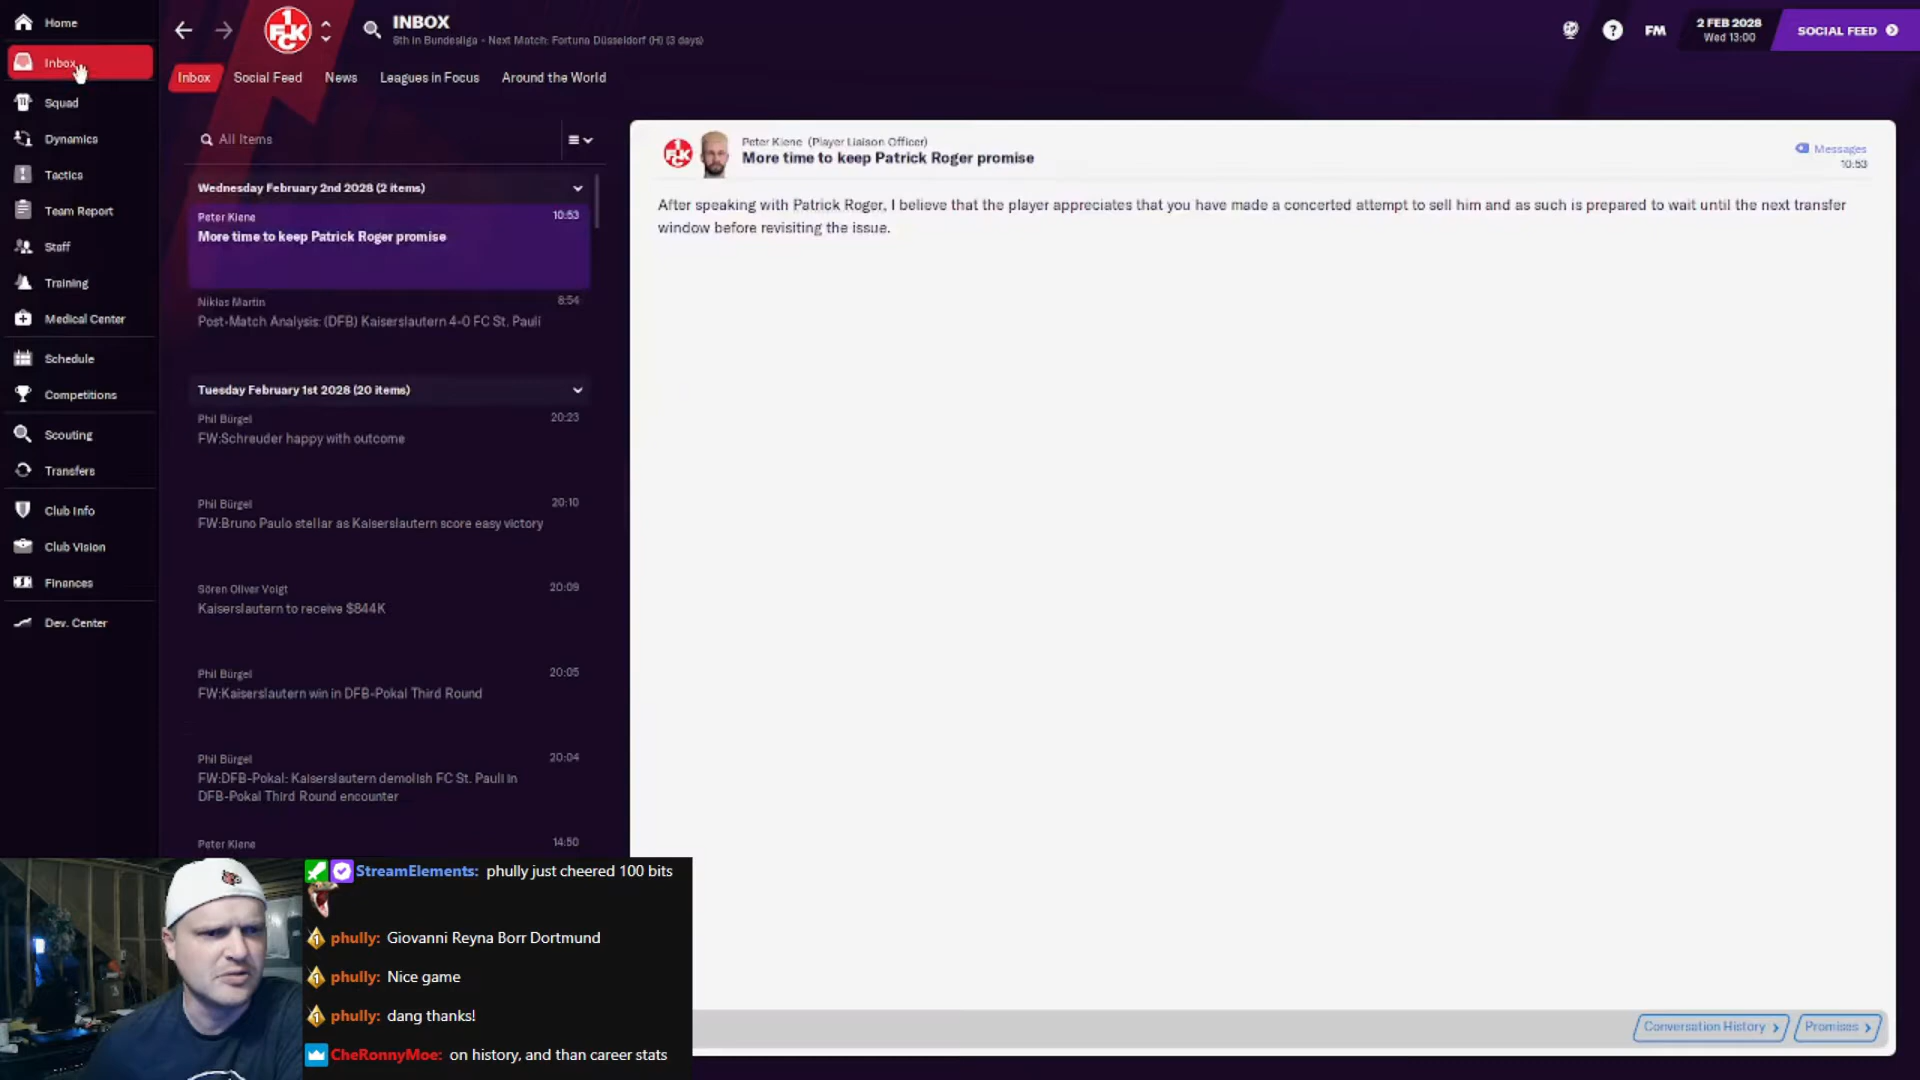 Home
Inbox
Squad
Dynamics
Tactics
Team Report
Staff
Training
Medical Center
Schedule
Competitions
Scouting
Transfers
Club Info
Club Vision
Finances
Dev. Center
1.
FCK
INBOX
8th in Bundesliga - Next Match: Fortuna Düsseldorf (H) (3 days)
FM
2 FEB 2028
Wed 13:00
SOCIAL FEED
Inbox
Social Feed
News
Leagues in Focus
Around the World
All Items
Wednesday February 2nd 2028 (2 items)
Peter Kiene 10:53
More time to keep Patrick Roger promise
Niklas Martin 8:54
Post-Match Analysis: (DFB) Kaiserslautern 4-0 FC St. Pauli
Tuesday February 1st 2028 (20 items)
Phil Bürgel 20:23
FW:Schreuder happy with outcome
Phil Bürgel 20:10
FW:Bruno Paulo stellar as Kaiserslautern score easy victory
Sören Oliver Voigt 20:09
Kaiserslautern to receive $844K
Phil Bürgel 20:05
FW:Kaiserslautern win in DFB-Pokal Third Round
Phil Bürgel 20:04
FW:DFB-Pokal: Kaiserslautern demolish FC St. Pauli in
DFB-Pokal Third Round encounter
Peter Kiene 14:50
Peter Kiene (Player Liaison Officer)
More time to keep Patrick Roger promise
Messages
10:53
After speaking with Patrick Roger, I believe that the player appreciates that you have made a concerted attempt to sell him and as such is prepared to wait until the next transfer
window before revisiting the issue.
Conversation History
Promises
StreamElements: phully just cheered 100 bits
phully: Giovanni Reyna Borr Dortmund
phully: Nice game
phully: dang thanks!
CheRonnyMoe: on history, and than career stats